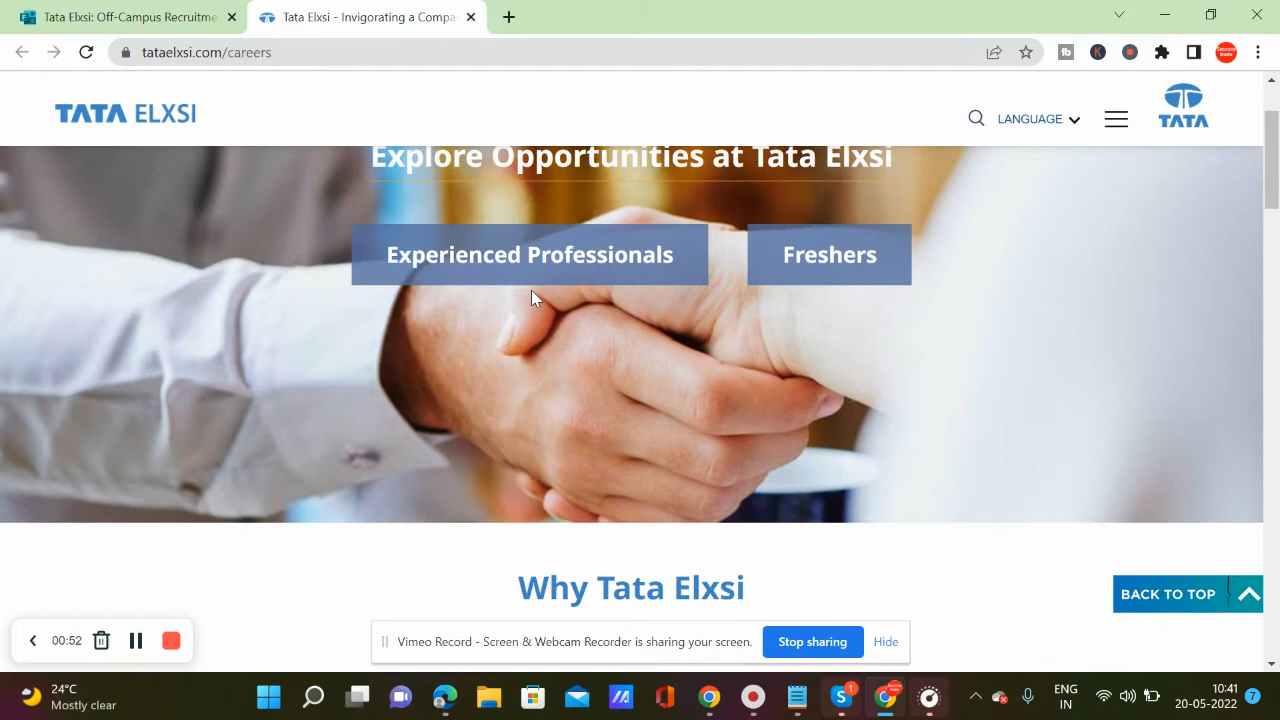 Tata Elxsi: Off-Campus Recruitme
Tata Elxsi - Invigorating a Compa
tataelxsi.com/careers
TATA ELXSI
LANGUAGE
TATA
Explore Opportunities at Tata Elxsi
Experienced Professionals
Freshers
Why Tata Elxsi
BACK TO TOP
00:52
Vimeo Record - Screen & Webcam Recorder is sharing your screen.
Stop sharing
Hide
24°C
Mostly clear
1
ENG
IN
10:41
20-05-2022
7